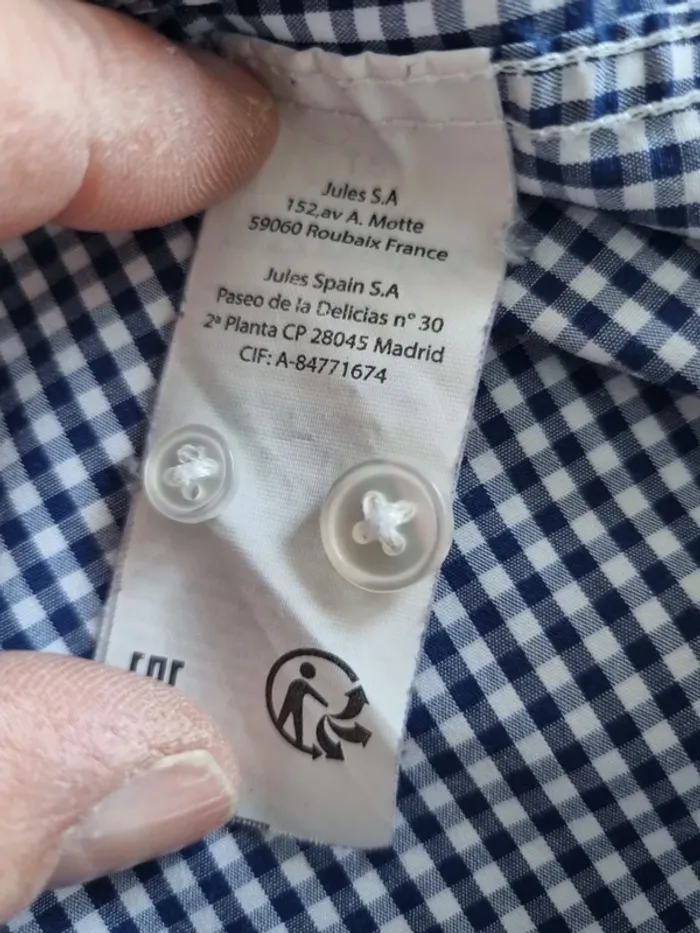 Jules S.A
152,av A. Motte
59060 Roubaix France
Jules Spain S.A
Paseo de la Delicias n° 30
2ª Planta CP 28045 Madrid
CIF: A-84771674